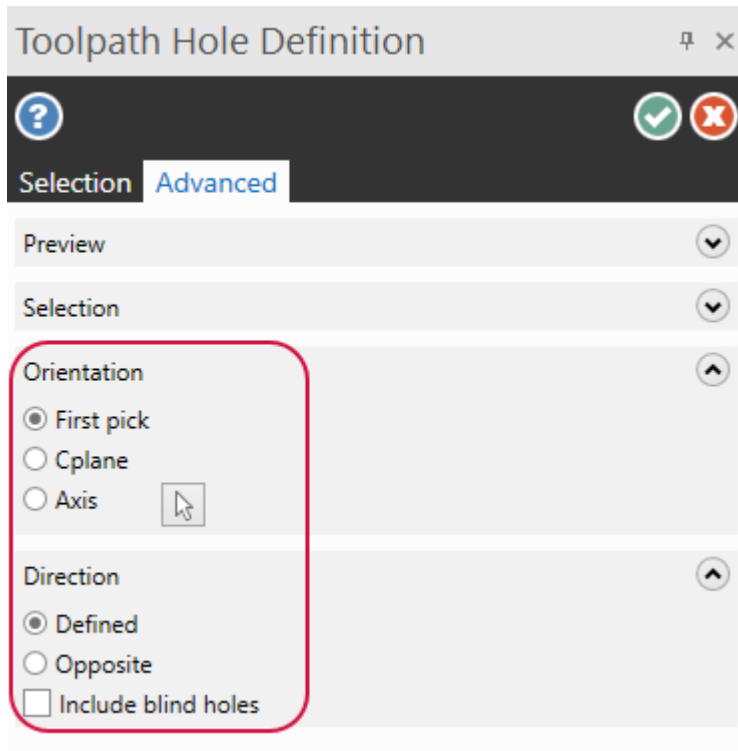 Toolpath Hole Definition
Selection Advanced
Preview
Selection
Orientation
First pick
Cplane
Axis
Direction
Defined
Opposite
Include blind holes